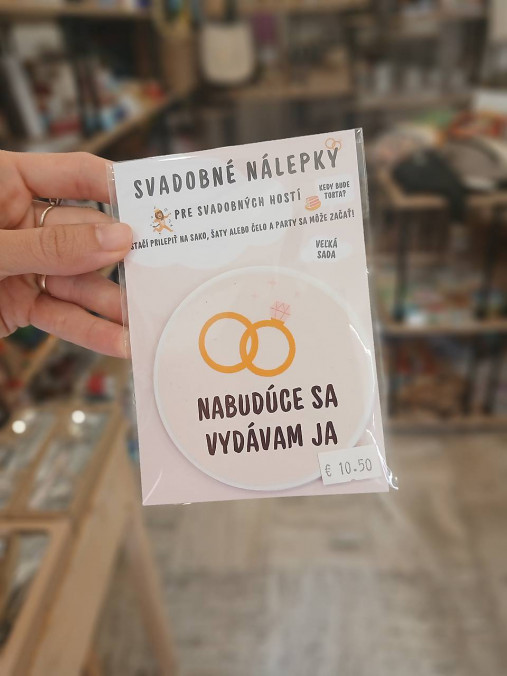 SVADOBNÉ NÁLEPKY
PRE SVADOBNÝCH HOSTÍ
KEDY BUDE
TORTA?
STAČÍ PRILEPIŤ NA SAKO, ŠATY ALEBO ČELO A PARTY SA MÔŽE ZAČAŤ!
VEĽKÁ
SADA
NABUDÚCE SA
VYDÁVAM JA
€ 10.50